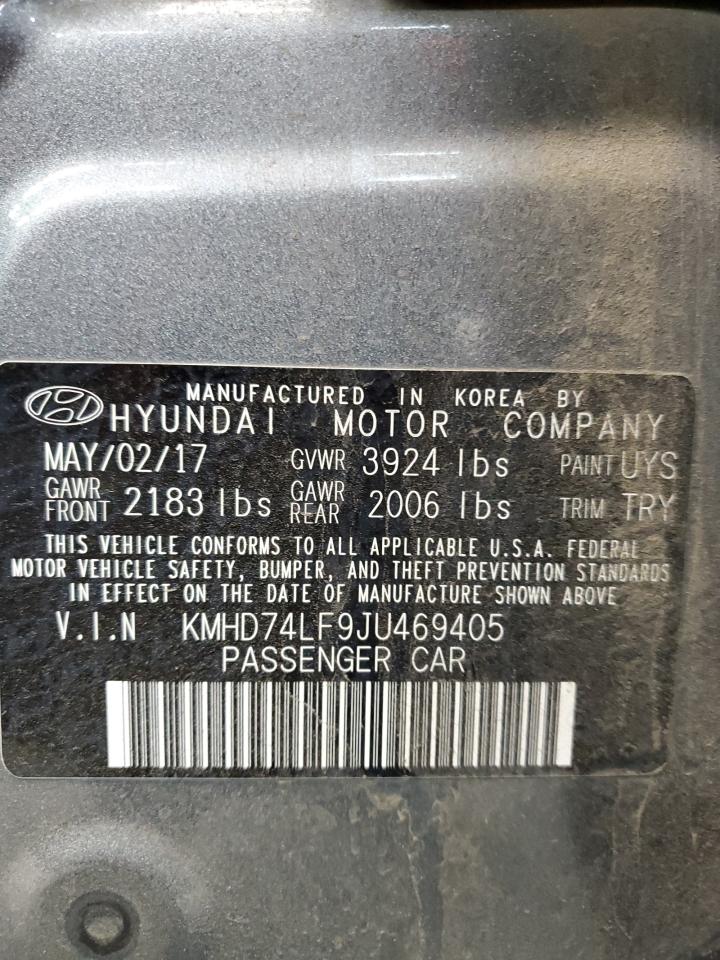 MANUFACTURED IN KOREA BY
HYUNDAI MOTOR COMPANY
MAY/02/17 GVWR 3924 lbs PAINT UYS
GAWR FRONT 2183 lbs GAWR REAR 2006 lbs TRIM TRY
THIS VEHICLE CONFORMS TO ALL APPLICABLE U.S.A. FEDERAL
MOTOR VEHICLE SAFETY, BUMPER, AND THEFT PREVENTION STANDARDS
IN EFFECT ON THE DATE OF MANUFACTURE SHOWN ABOVE
V.I.N KMHD74LF9JU469405
PASSENGER CAR